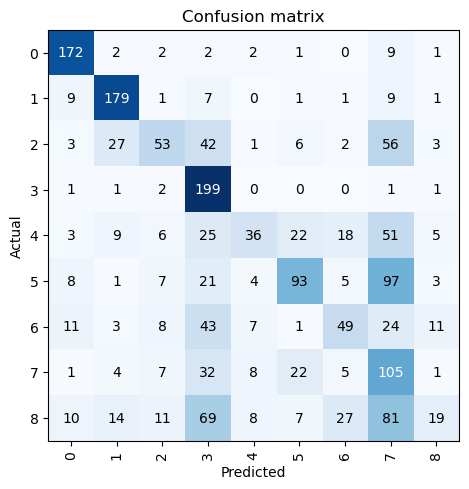 Confusion matrix
Actual
0 172 2 2 2 2 1 0 9 1
1 9 179 1 7 0 1 1 9 1
2 3 27 53 42 1 6 2 56 3
3 1 1 2 199 0 0 0 1 1
4 3 9 6 25 36 22 18 51 5
5 8 1 7 21 4 93 5 97 3
6 11 3 8 43 7 1 49 24 11
7 1 4 7 32 8 22 5 105 1
8 10 14 11 69 8 7 27 81 19
0 1 2 3 4 5 6 7 8
Predicted